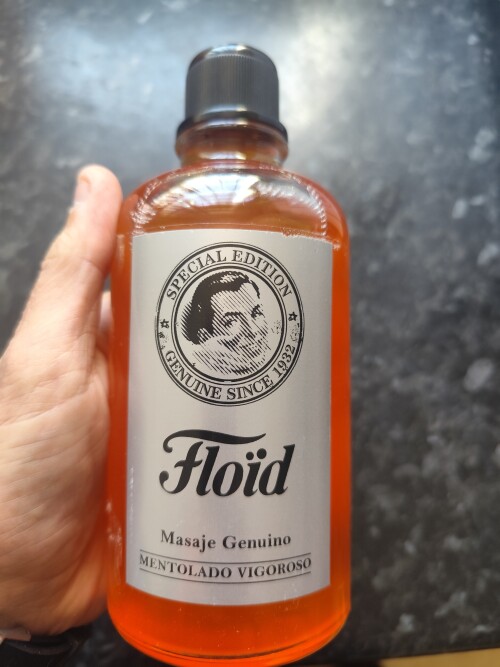 SPECIAL EDITION
GENUINE SINCE 1932
Floïd
Masaje Genuino
MENTOLADO VIGOROSO